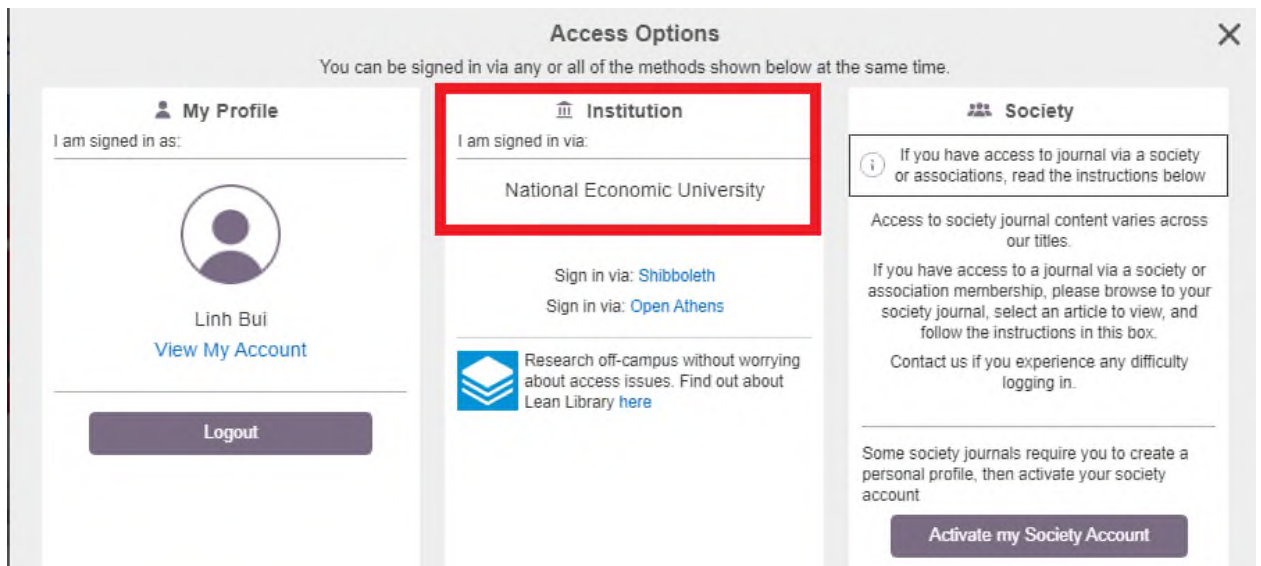 Access Options
You can be signed in via any or all of the methods shown below at the same time.
My Profile
I am signed in as:
Linh Bui
View My Account
Logout
Institution
I am signed in via:
National Economic University
Sign in via: Shibboleth
Sign in via: Open Athens
Research off-campus without worrying
about access issues. Find out about
Lean Library here
Society
If you have access to journal via a society
or associations, read the instructions below
Access to society journal content varies across
our titles.
If you have access to a journal via a society or
association membership, please browse to your
society journal, select an article to view, and
follow the instructions in this box.
Contact us if you experience any difficulty
logging in.
Some society journals require you to create a
personal profile, then activate your society
account
Activate my Society Account